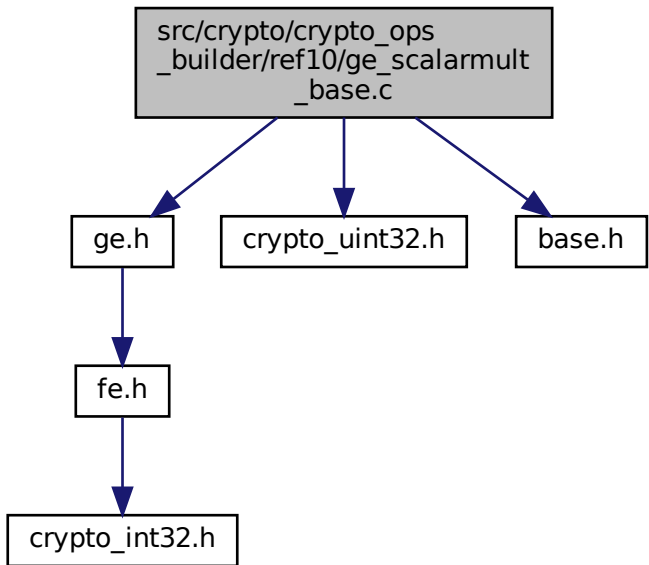 src/crypto/crypto_ops
_builder/ref10/ge_scalarmult
_base.c
ge.h
crypto_uint32.h
base.h
fe.h
crypto_int32.h